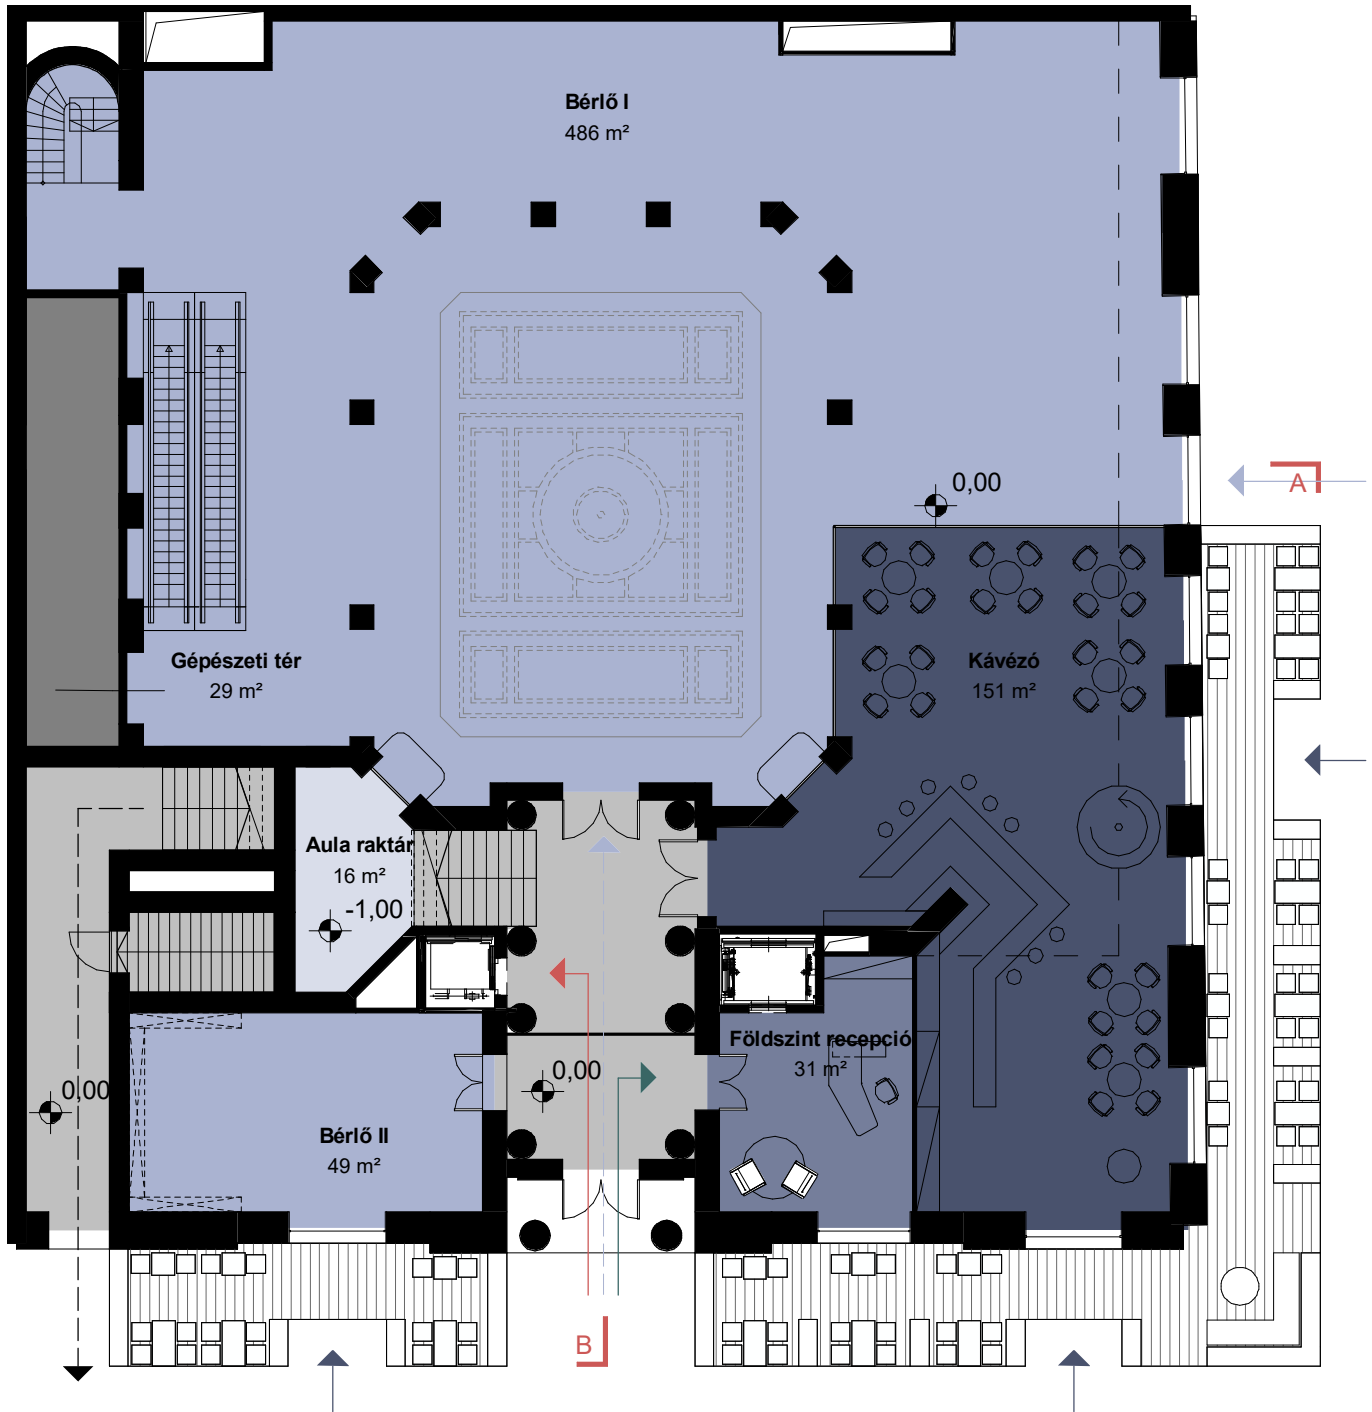 Bérlő I
486 m²
0,00
A
Gépészeti tér
29 m²
Kávézó
151 m²
Aula raktár
16 m²
-1,00
Földszint recepció
31 m²
0,00
0,00
Bérlő II
49 m²
B